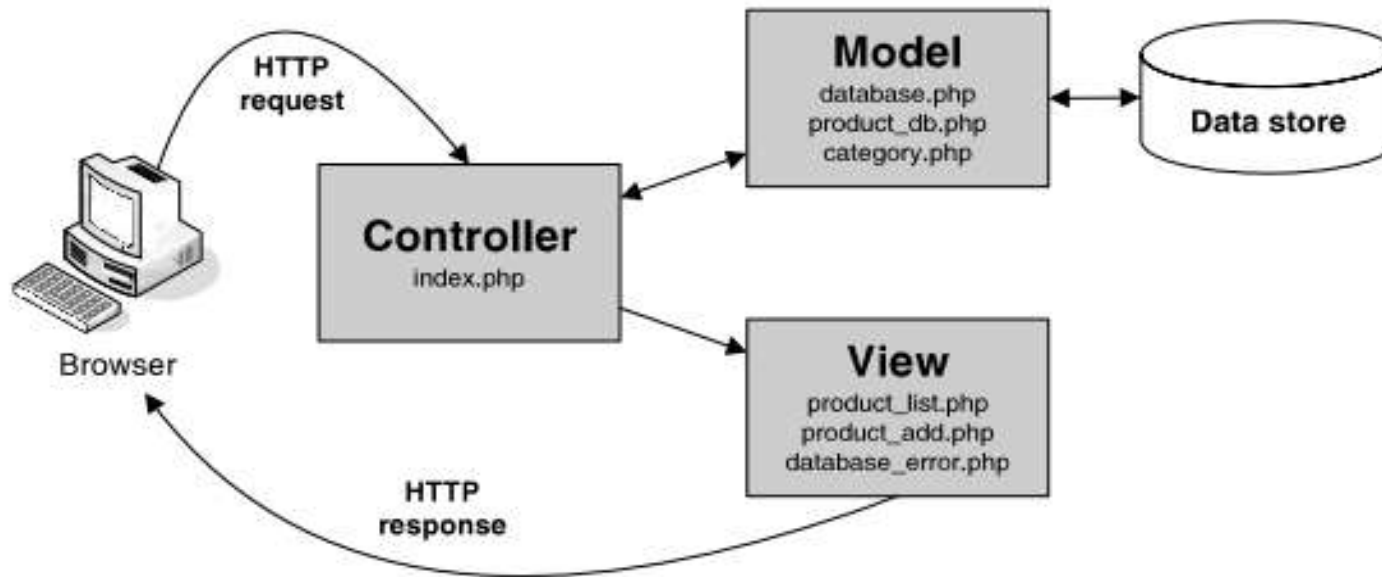 HTTP
request
Browser
Controller
index.php
Model
database.php
product_db.php
category.php
Data store
View
product_list.php
product_add.php
database_error.php
HTTP
response